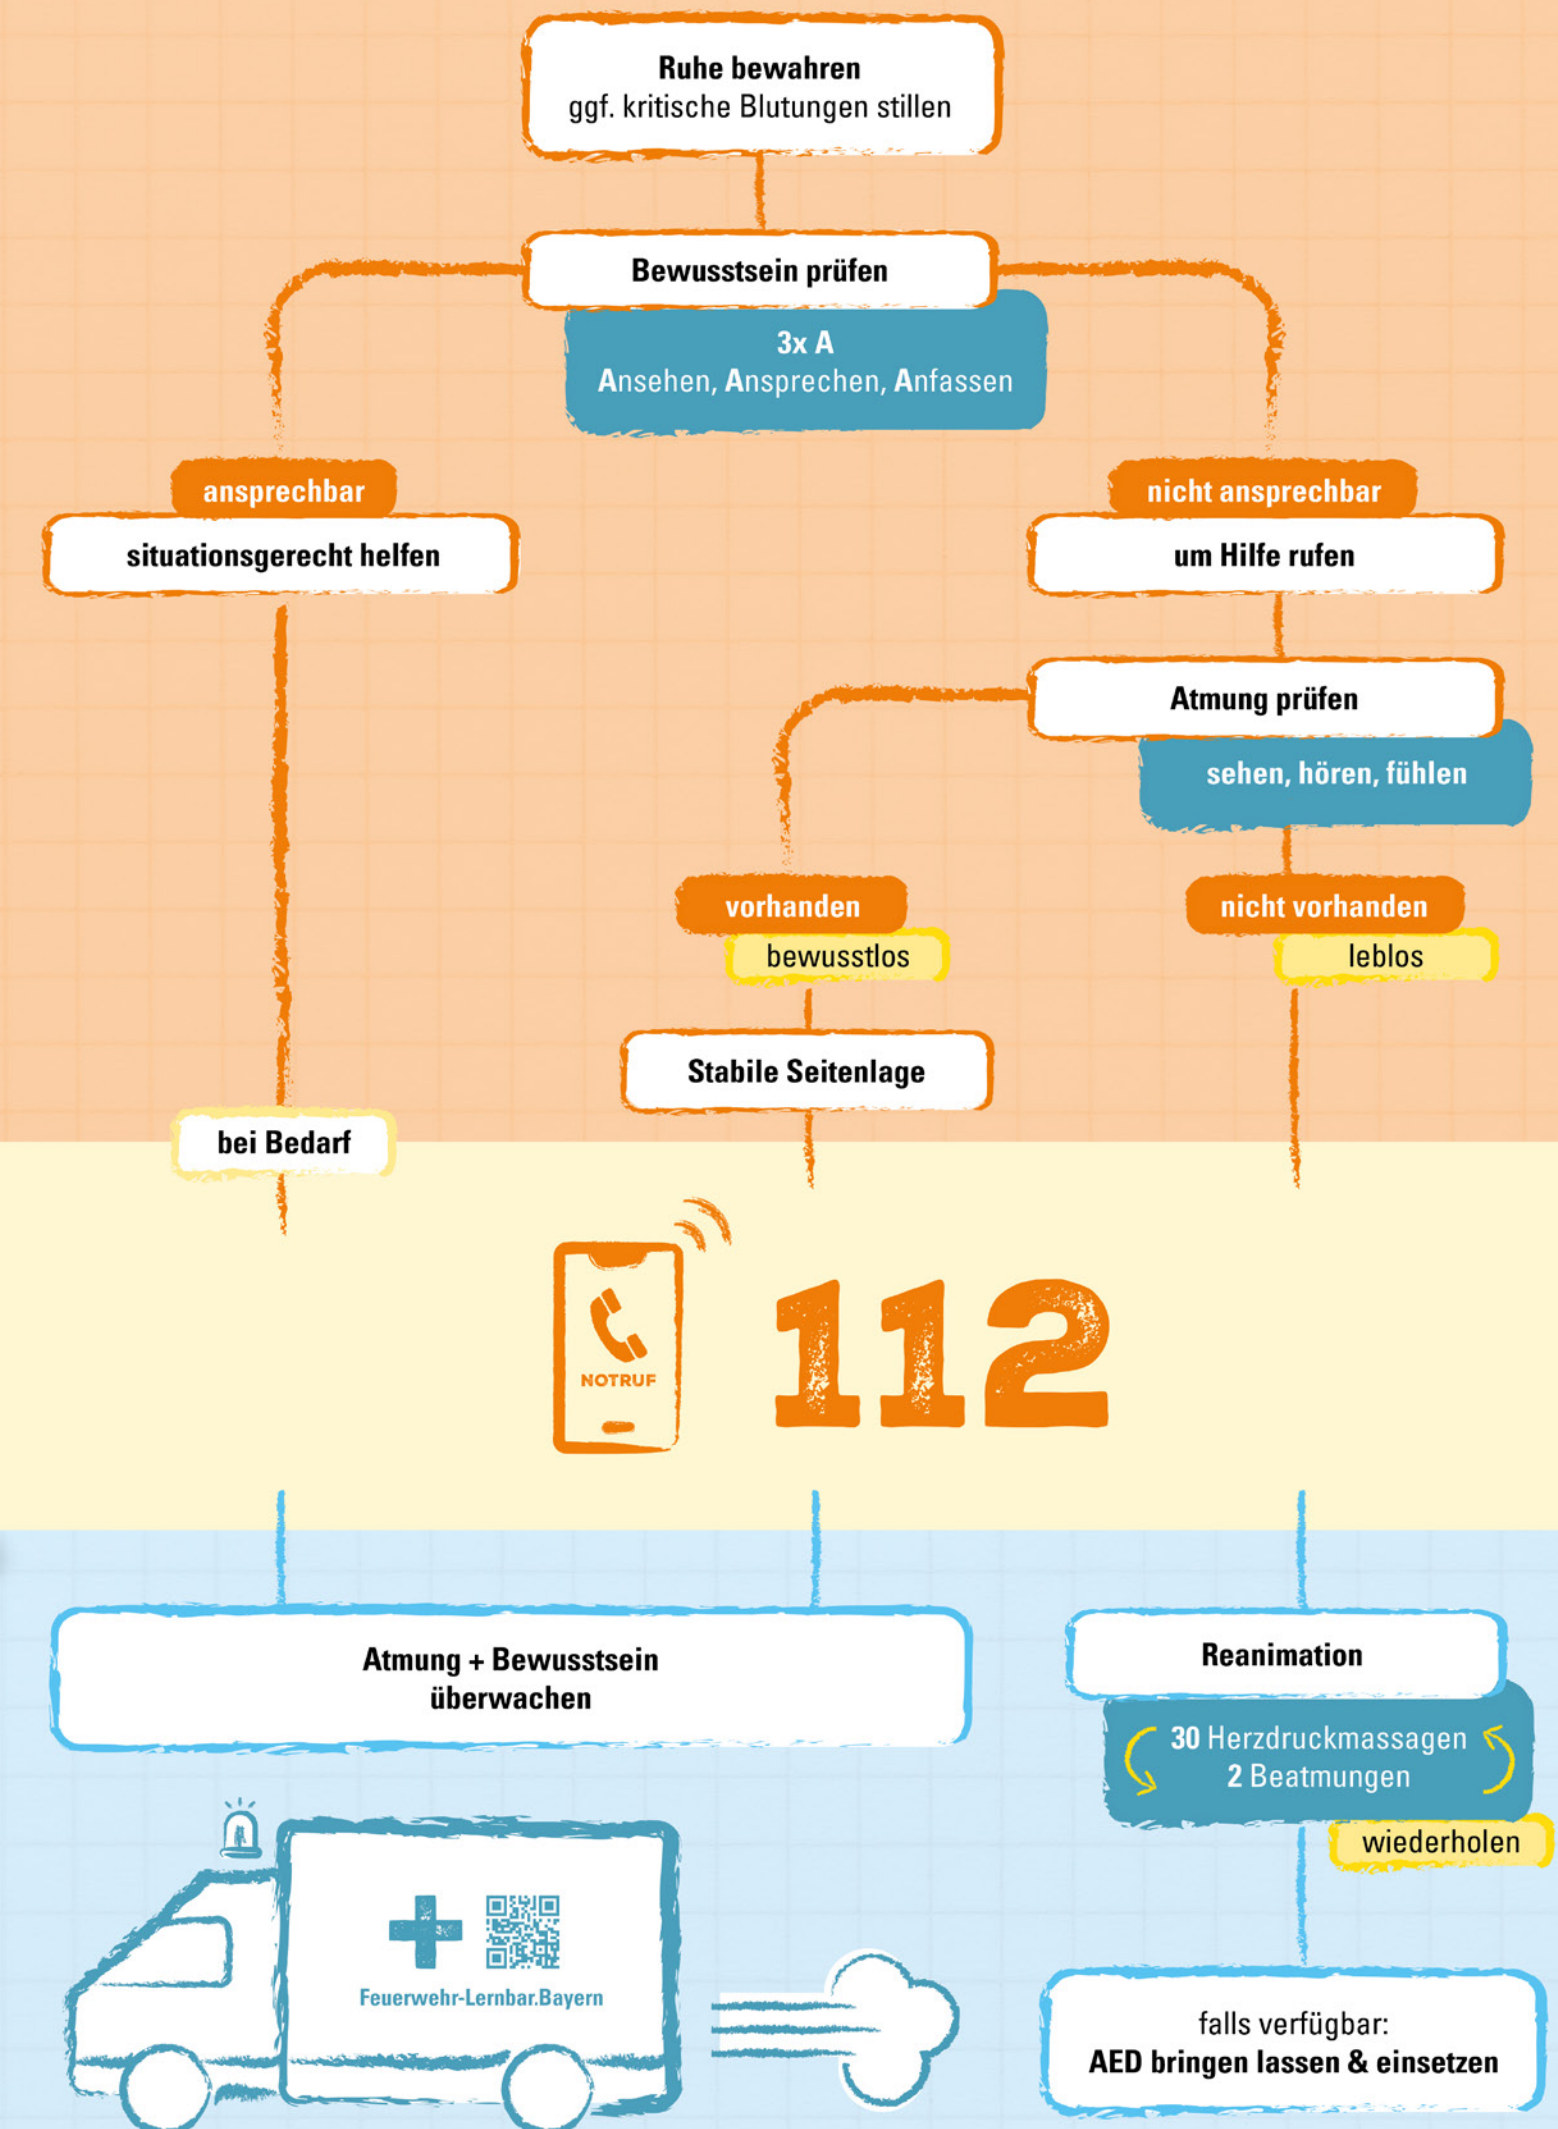 Ruhe bewahren
ggf. kritische Blutungen stillen
Bewusstsein prüfen
3x A
Ansehen, Ansprechen, Anfassen
ansprechbar
situationsgerecht helfen
nicht ansprechbar
um Hilfe rufen
Atmung prüfen
sehen, hören, fühlen
vorhanden
bewusstlos
nicht vorhanden
leblos
Stabile Seitenlage
bei Bedarf
NOTRUF
112
Atmung + Bewusstsein
überwachen
Reanimation
30 Herzdruckmassagen
2 Beatmungen
wiederholen
Feuerwehr-Lernbar.Bayern
falls verfügbar:
AED bringen lassen & einsetzen